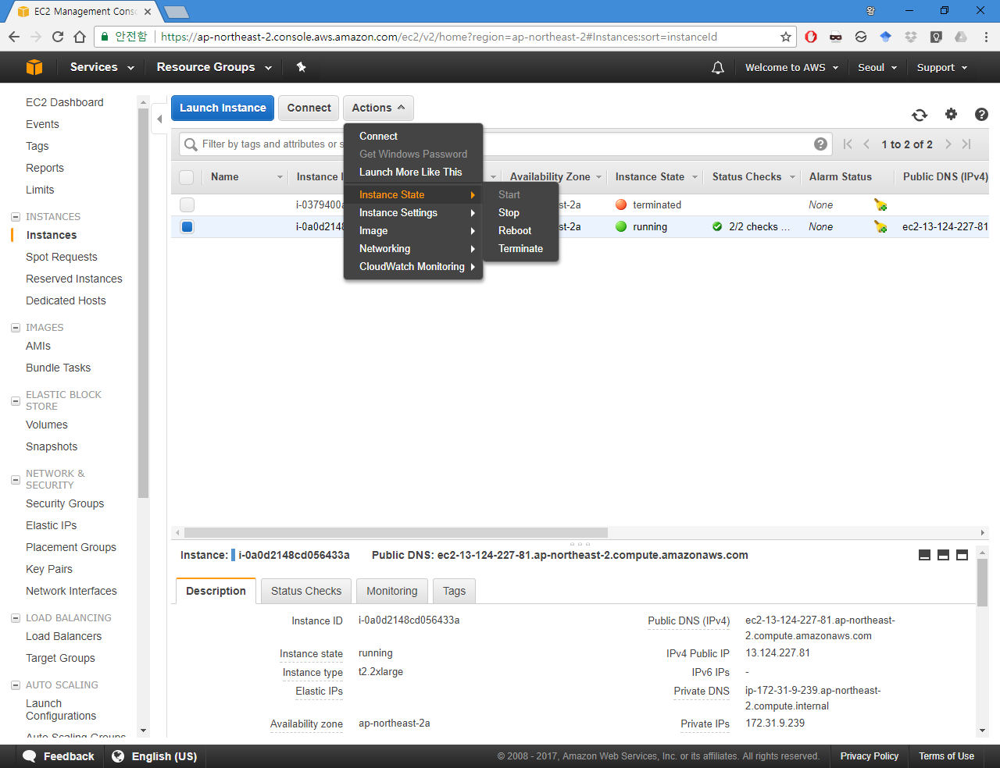 EC2 Management Conso
왕
안전함
https://ap-northeast-2.console.aws.amazon.com/ec2/v2/home?region=ap-northeast-2#Instances:sort=instanceId
Services
Resource Groups
Welcome to AWS
Seoul
Support
EC2 Dashboard
Events
Tags
Reports
Limits
INSTANCES
Instances
Spot Requests
Reserved Instances
Dedicated Hosts
IMAGES
AMIs
Bundle Tasks
ELASTIC BLOCK
STORE
Volumes
Snapshots
NETWORK &
SECURITY
Security Groups
Elastic IPs
Placement Groups
Key Pairs
Network Interfaces
LOAD BALANCING
Load Balancers
Target Groups
AUTO SCALING
Launch
Configurations
Auto Scaling Groups
Launch Instance
Connect
Actions
Filter by tags and attributes or s
1 to 2 of 2
Name
Instance I
Availability Zone
Instance State
Status Checks
Alarm Status
Public DNS (IPv4)
i-0379400a
st-2a
terminated
None
i-0a0d2148
st-2a
running
2/2 checks ...
None
ec2-13-124-227-81
Connect
Get Windows Password
Launch More Like This
Instance State
Instance Settings
Image
Networking
CloudWatch Monitoring
Start
Stop
Reboot
Terminate
Instance: i-0a0d2148cd056433a
Public DNS: ec2-13-124-227-81.ap-northeast-2.compute.amazonaws.com
Description
Status Checks
Monitoring
Tags
Instance ID i-0a0d2148cd056433a
Instance state running
Instance type t2.2xlarge
Elastic IPs
Availability zone ap-northeast-2a
Public DNS (IPv4) ec2-13-124-227-81.ap-northeast-
2.compute.amazonaws.com
IPv4 Public IP 13.124.227.81
IPv6 IPs -
Private DNS ip-172-31-9-239.ap-northeast-
2.compute.internal
Private IPs 172.31.9.239
Feedback
English (US)
© 2008 - 2017, Amazon Web Services, Inc. or its affiliates. All rights reserved.
Privacy Policy
Terms of Use